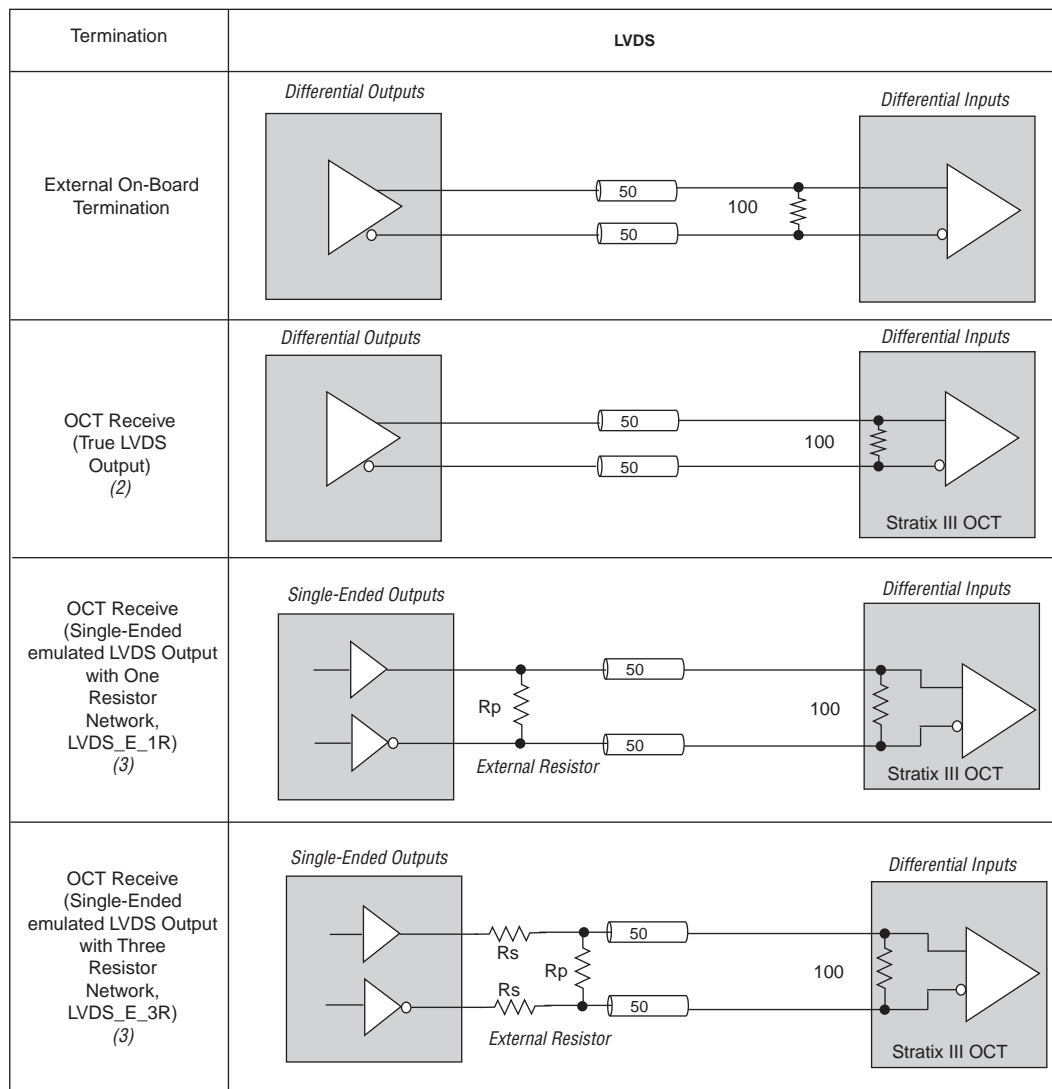 Termination
LVDS
External On-Board
Termination
Differential Outputs
Differential Inputs
50
50
100
OCT Receive
(True LVDS
Output)
(2)
Differential Outputs
Differential Inputs
50
50
100
Stratix III OCT
OCT Receive
(Single-Ended
emulated LVDS Output
with One
Resistor
Network,
LVDS_E_1R)
(3)
Single-Ended Outputs
Differential Inputs
50
Rp
100
50
External Resistor
Stratix III OCT
OCT Receive
(Single-Ended
emulated LVDS Output
with Three
Resistor
Network,
LVDS_E_3R)
(3)
Single-Ended Outputs
Differential Inputs
50
Rs
Rp
100
Rs
50
External Resistor
Stratix III OCT